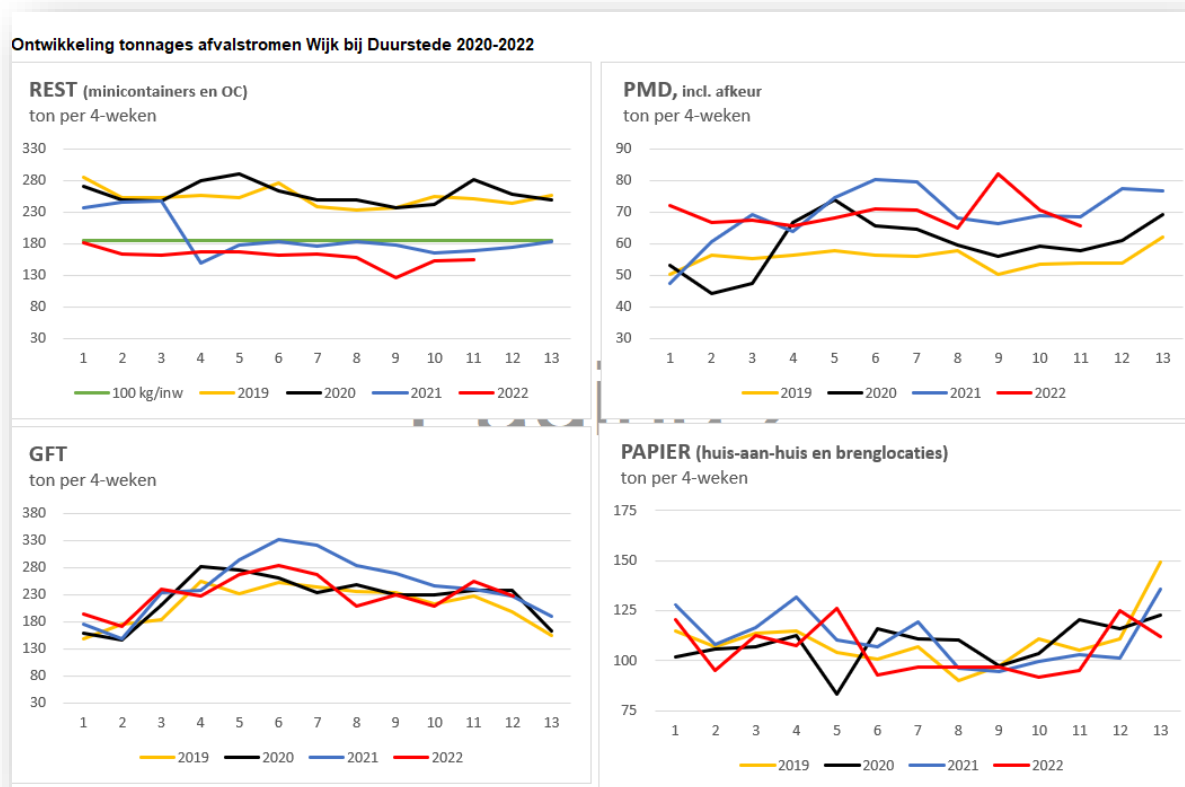 Ontwikkeling tonnages afvalstromen Wijk bij Duurstede 2020-2022
REST (minicontainers en OC)
ton per 4-weken
330
280
230
180
130
80
30
1 2 3 4 5 6 7 8 9 10 11 12 13
100 kg/inw 2019 2020 2021 2022
PMD, incl. afkeur
ton per 4-weken
90
80
70
60
50
40
30
1 2 3 4 5 6 7 8 9 10 11 12 13
2019 2020 2021 2022
GFT
ton per 4-weken
380
330
280
230
180
130
80
30
1 2 3 4 5 6 7 8 9 10 11 12 13
2019 2020 2021 2022
PAPIER (huis-aan-huis en brenglocaties)
ton per 4-weken
175
150
125
100
75
1 2 3 4 5 6 7 8 9 10 11 12 13
2019 2020 2021 2022